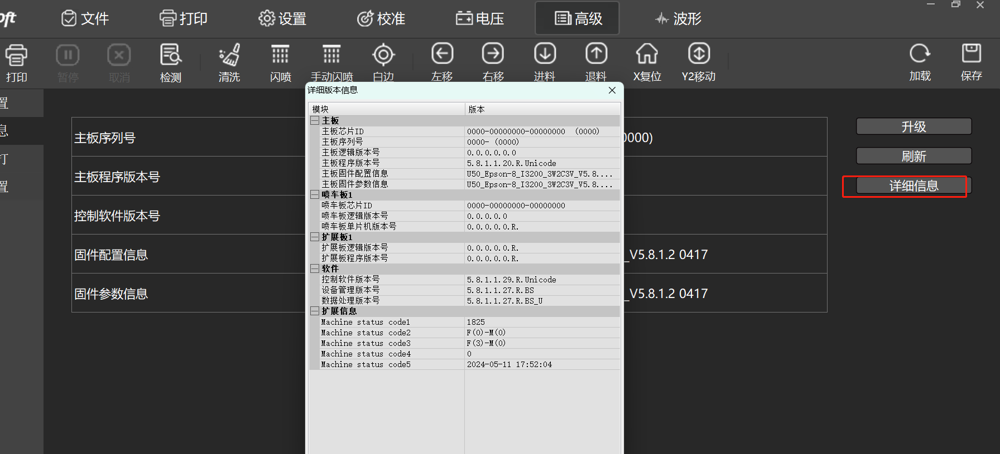 oft
文件 打印 设置 校准 电压 高级 波形
打印 暂停 取消 检测 清洗 闪喷 手动闪喷 白边 左移 右移 进料 退料 X复位 Y2移动 加载 保存
详细版本信息
模块 版本
主板
主板芯片ID 0000-00000000-00000000 (0000)
主板序列号 0000- (0000)
主板逻辑版本号 0.0.0.0.0.0
主板程序版本号 5.8.1.1.20.R.Unicode
主板固件配置信息 U50_Epson-8_I3200_3W2C3V_V5.8....
主板固件参数信息 U50_Epson-8_I3200_3W2C3V_V5.8....
喷车板1
喷车板芯片ID 0000-00000000-00000000
喷车板逻辑版本号 0.0.0.0.0
喷车板单片机版本号 0.0.0.0.0.R.
扩展板1
扩展板逻辑版本号 0.0.0.0.0.R.
扩展板程序版本号 0.0.0.0.0.R.
软件
控制软件版本号 5.8.1.1.29.R.Unicode
设备管理版本号 5.8.1.1.27.R.BS
数据处理版本号 5.8.1.1.27.R.BS_U
扩展信息
Machine status code1 1825
Machine status code2 F(0)-M(0)
Machine status code3 F(3)-M(0)
Machine status code4 0
Machine status code5 2024-05-11 17:52:04
置
息
打
置
主板序列号 0000)
主板程序版本号
控制软件版本号
固件配置信息 _V5.8.1.2 0417
固件参数信息 _V5.8.1.2 0417
升级
刷新
详细信息